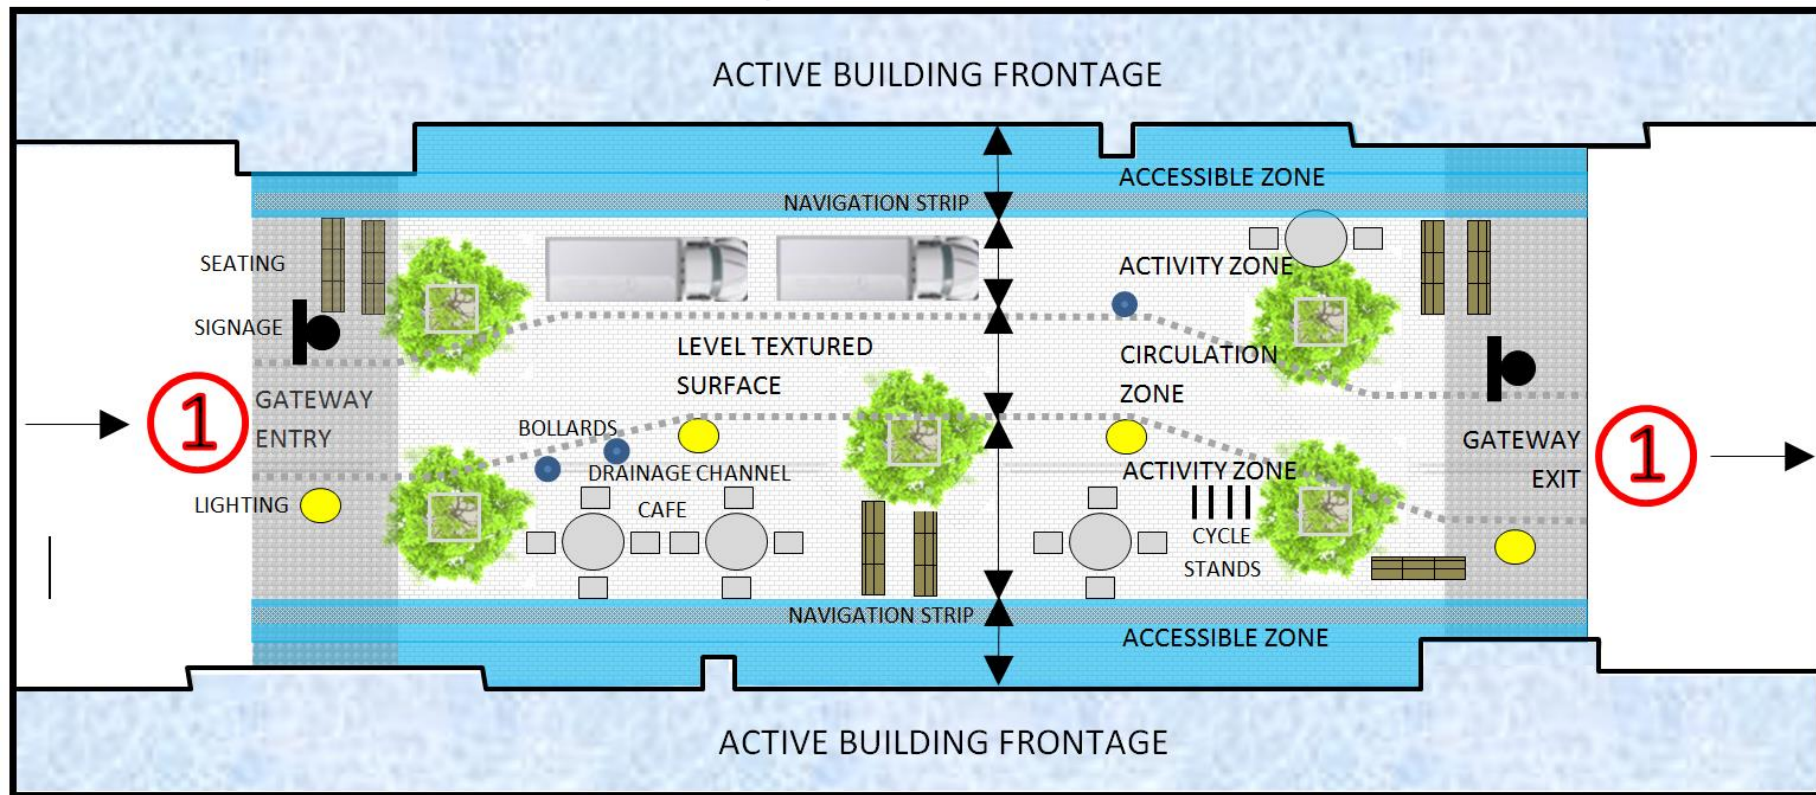 ACTIVE BUILDING FRONTAGE
ACCESSIBLE ZONE
NAVIGATION STRIP
SEATING
ACTIVITY ZONE
SIGNAGE
LEVEL TEXTURED
SURFACE
CIRCULATION
ZONE
1
GATEWAY
ENTRY
BOLLARDS
GATEWAY
EXIT
1
DRAINAGE CHANNEL
ACTIVITY ZONE
LIGHTING
CAFE
CYCLE
STANDS
NAVIGATION STRIP
ACCESSIBLE ZONE
ACTIVE BUILDING FRONTAGE